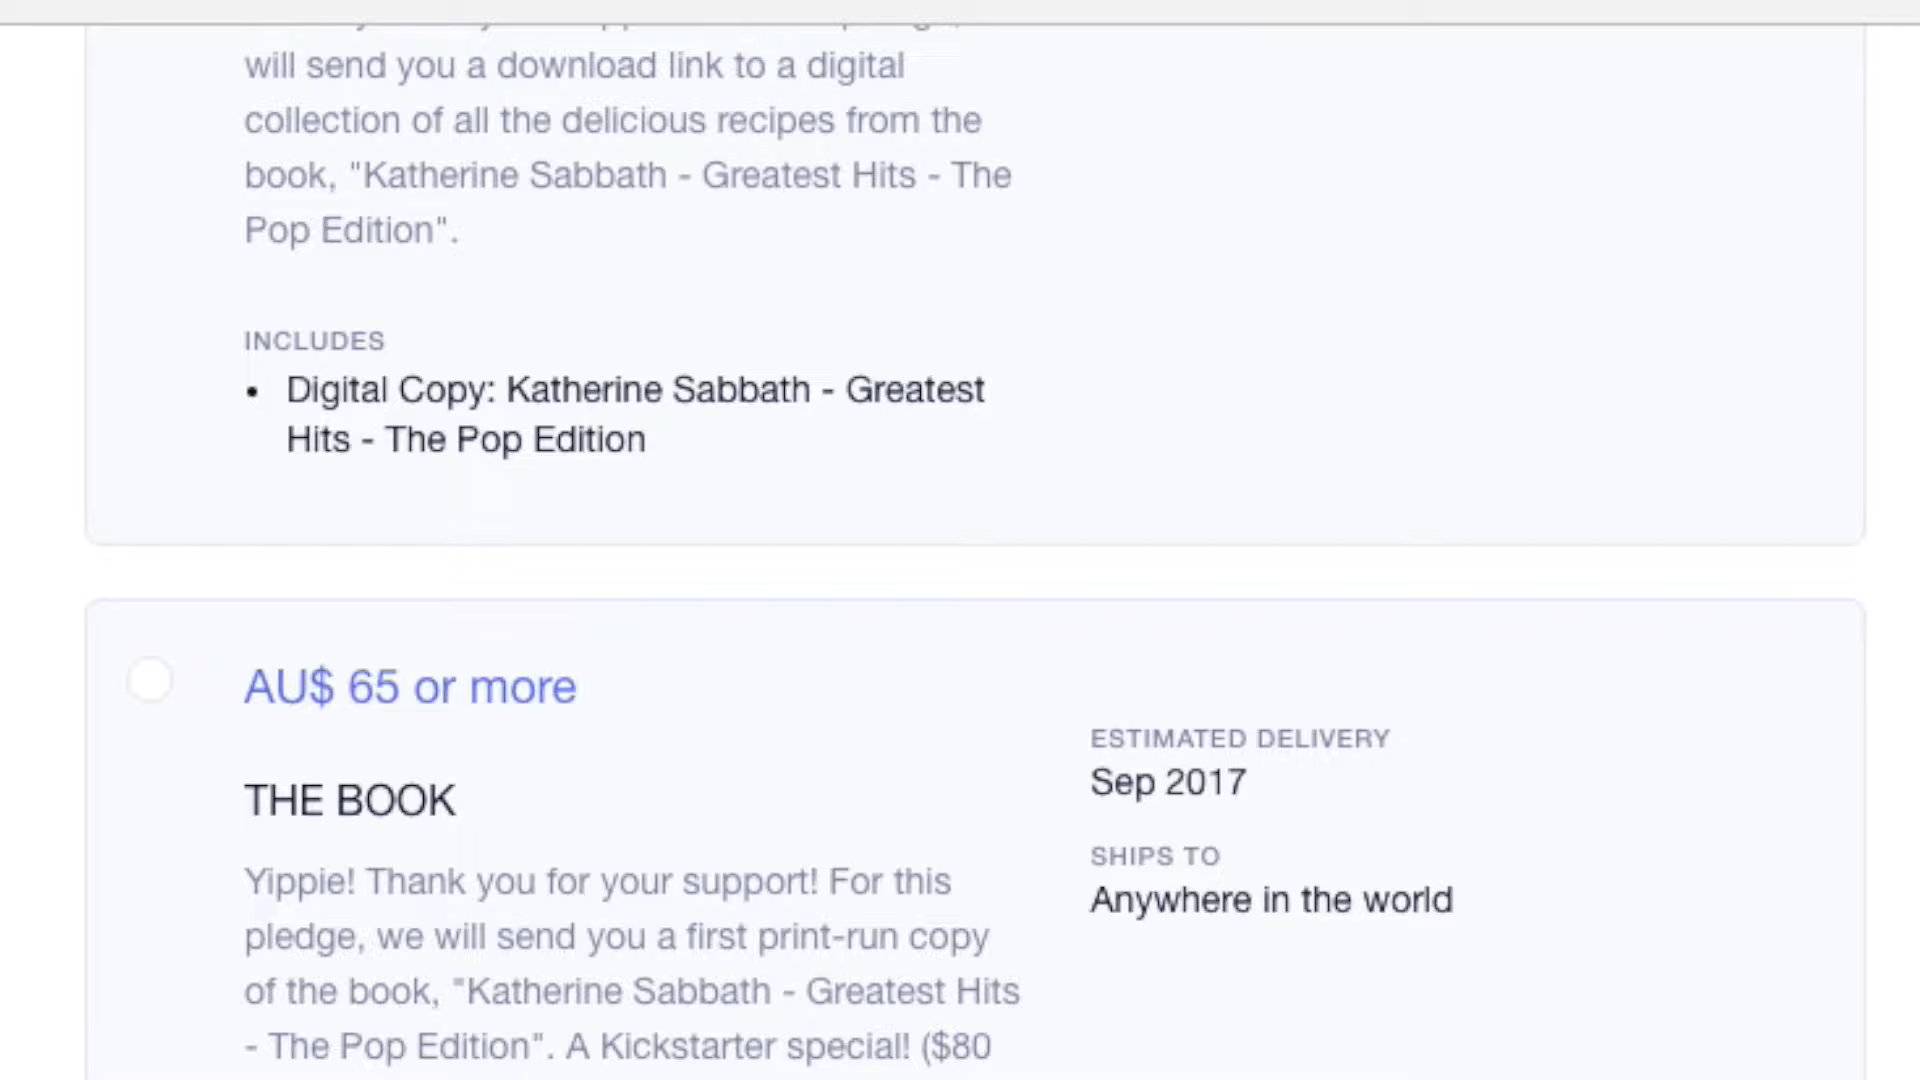 will send you a download link to a digital
collection of all the delicious recipes from the
book, "Katherine Sabbath - Greatest Hits - The
Pop Edition".
INCLUDES
• Digital Copy: Katherine Sabbath - Greatest
Hits - The Pop Edition
AU$ 65 or more
THE BOOK
Yippie! Thank you for your support! For this
pledge, we will send you a first print-run copy
of the book, "Katherine Sabbath - Greatest Hits
- The Pop Edition". A Kickstarter special! ($80
ESTIMATED DELIVERY
Sep 2017
SHIPS TO
Anywhere in the world